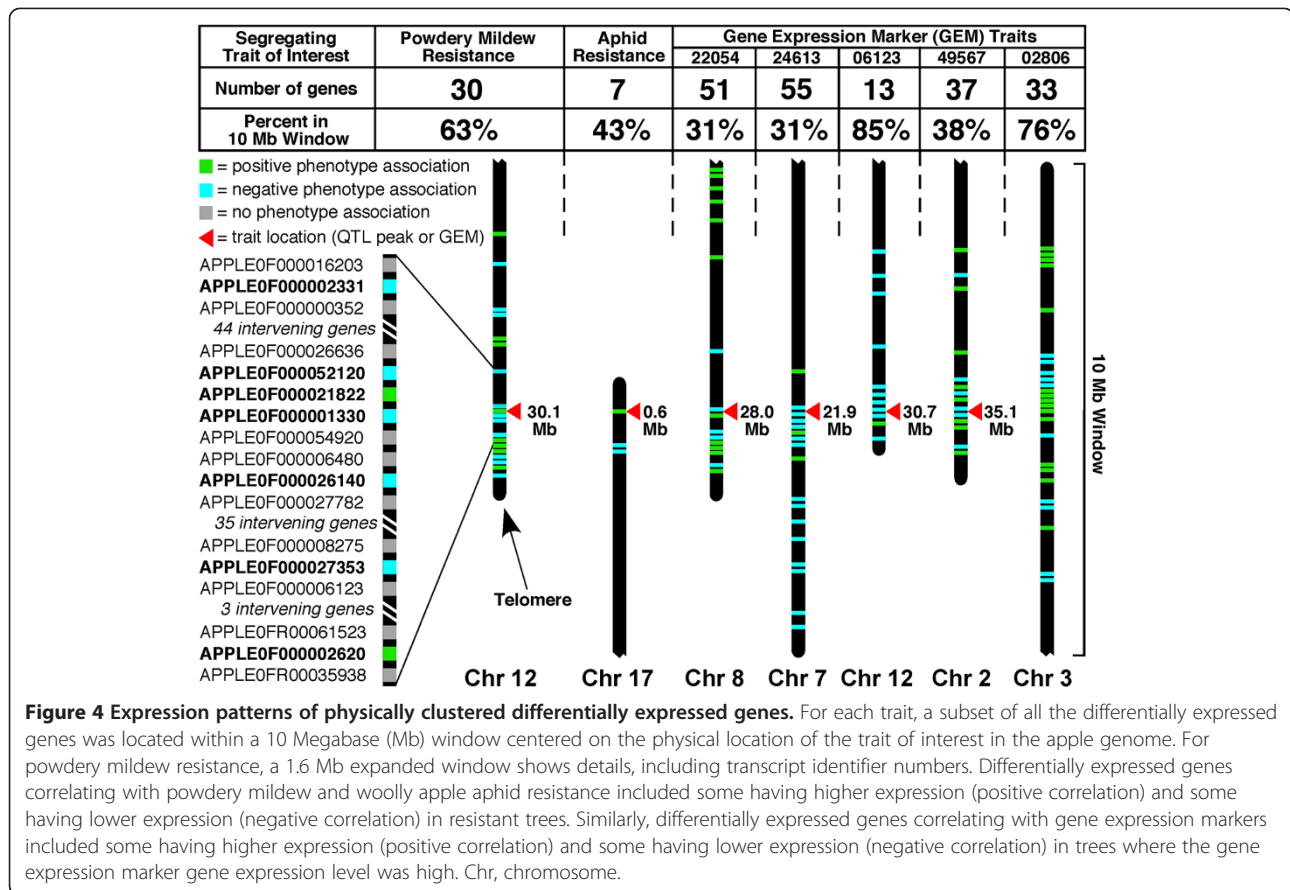 Segregating Trait of Interest
Powdery Mildew Resistance
Aphid Resistance
Gene Expression Marker (GEM) Traits
22054 24613 06123 49567 02806
Number of genes 30 7 51 55 13 37 33
Percent in 10 Mb Window 63% 43% 31% 31% 85% 38% 76%
= positive phenotype association
= negative phenotype association
= no phenotype association
= trait location (QTL peak or GEM)
APPLE0F000016203
APPLE0F000002331
APPLE0F000000352
44 intervening genes
APPLE0F000026636
APPLE0F000052120
APPLE0F000021822
APPLE0F000001330
APPLE0F000054920
APPLE0F000006480
APPLE0F000026140
APPLE0F000027782
35 intervening genes
APPLE0F000008275
APPLE0F000027353
APPLE0F000006123
3 intervening genes
APPLE0FR00061523
APPLE0F000002620
APPLE0FR00035938
30.1 Mb
0.6 Mb
28.0 Mb
21.9 Mb
30.7 Mb
35.1 Mb
10 Mb Window
Telomere
Chr 12 Chr 17 Chr 8 Chr 7 Chr 12 Chr 2 Chr 3
Figure 4 Expression patterns of physically clustered differentially expressed genes. For each trait, a subset of all the differentially expressed
genes was located within a 10 Megabase (Mb) window centered on the physical location of the trait of interest in the apple genome. For
powdery mildew resistance, a 1.6 Mb expanded window shows details, including transcript identifier numbers. Differentially expressed genes
correlating with powdery mildew and woolly apple aphid resistance included some having higher expression (positive correlation) and some
having lower expression (negative correlation) in resistant trees. Similarly, differentially expressed genes correlating with gene expression markers
included some having higher expression (positive correlation) and some having lower expression (negative correlation) in trees where the gene
expression marker gene expression level was high. Chr, chromosome.